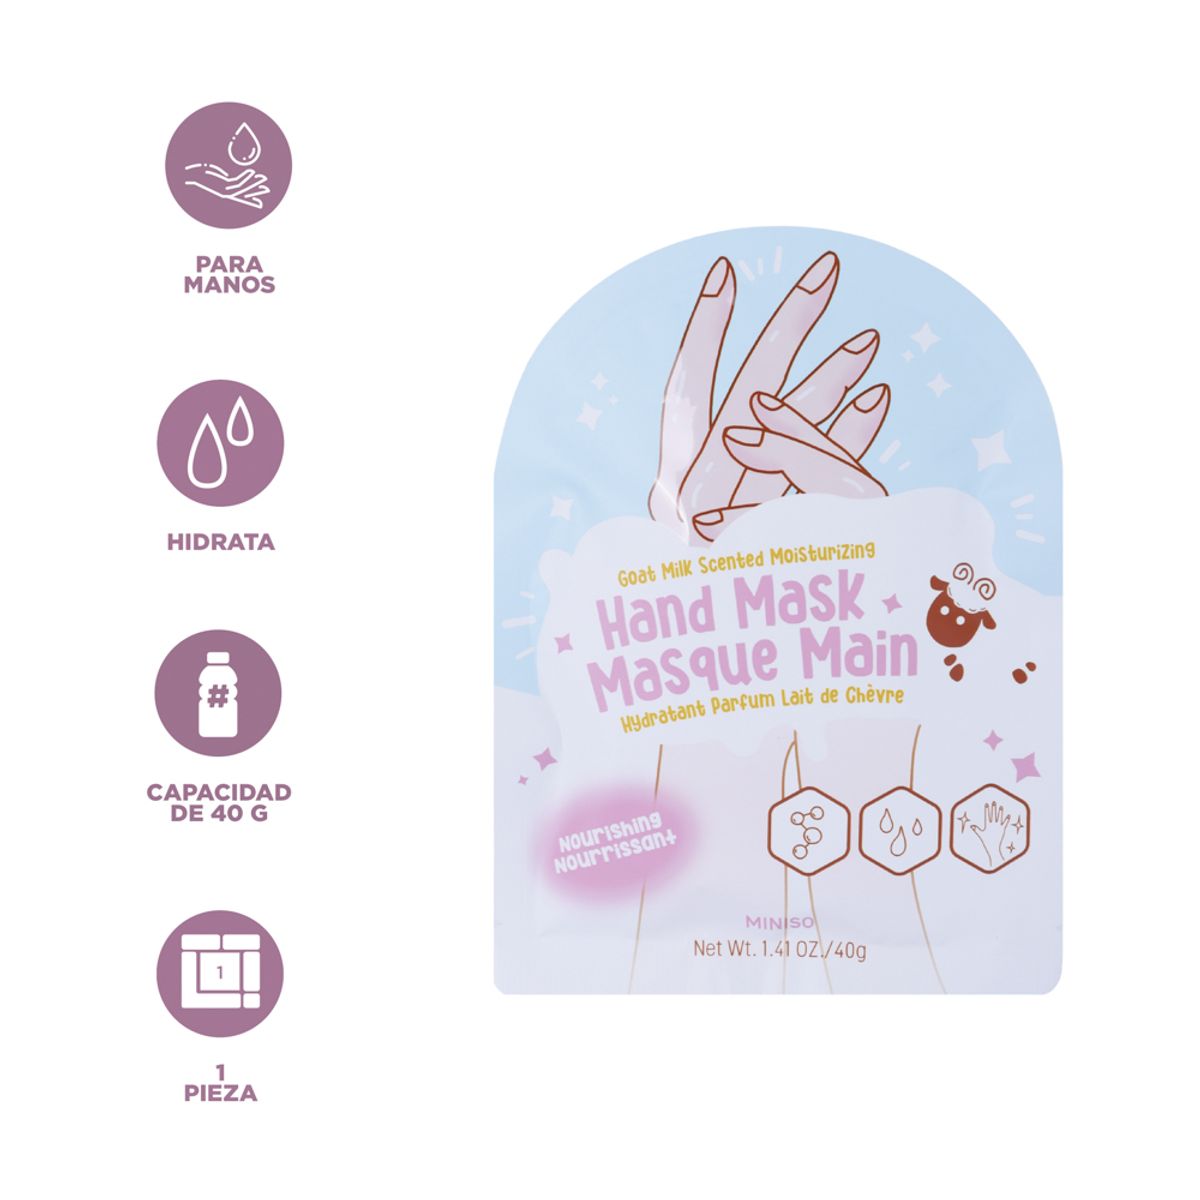 PARA
MANOS
HIDRATA
#
CAPACIDAD
DE 40 G
1
1
PIEZA
Goat Milk Scented Moisturizing
Hand Mask
Masque Main
Hydratant Parfum Lait de Chèvre
Nourishing
Nourrissant
MINISO
Net Wt. 1.41 OZ./40g